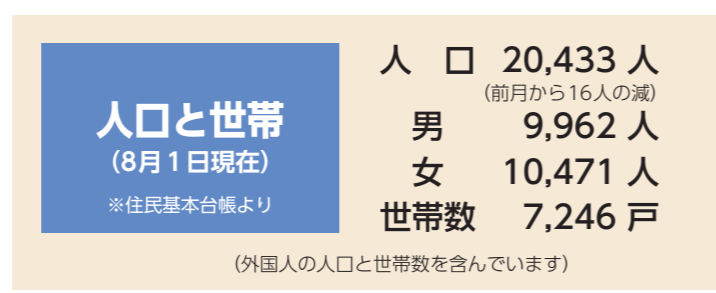 人口と世帯
(8月1日現在)
※住民基本台帳より
人 口 20,433 人
(前月から16人の減)
男 9,962 人
女 10,471 人
世帯数 7,246 戸
(外国人の人口と世帯数を含んでいます)